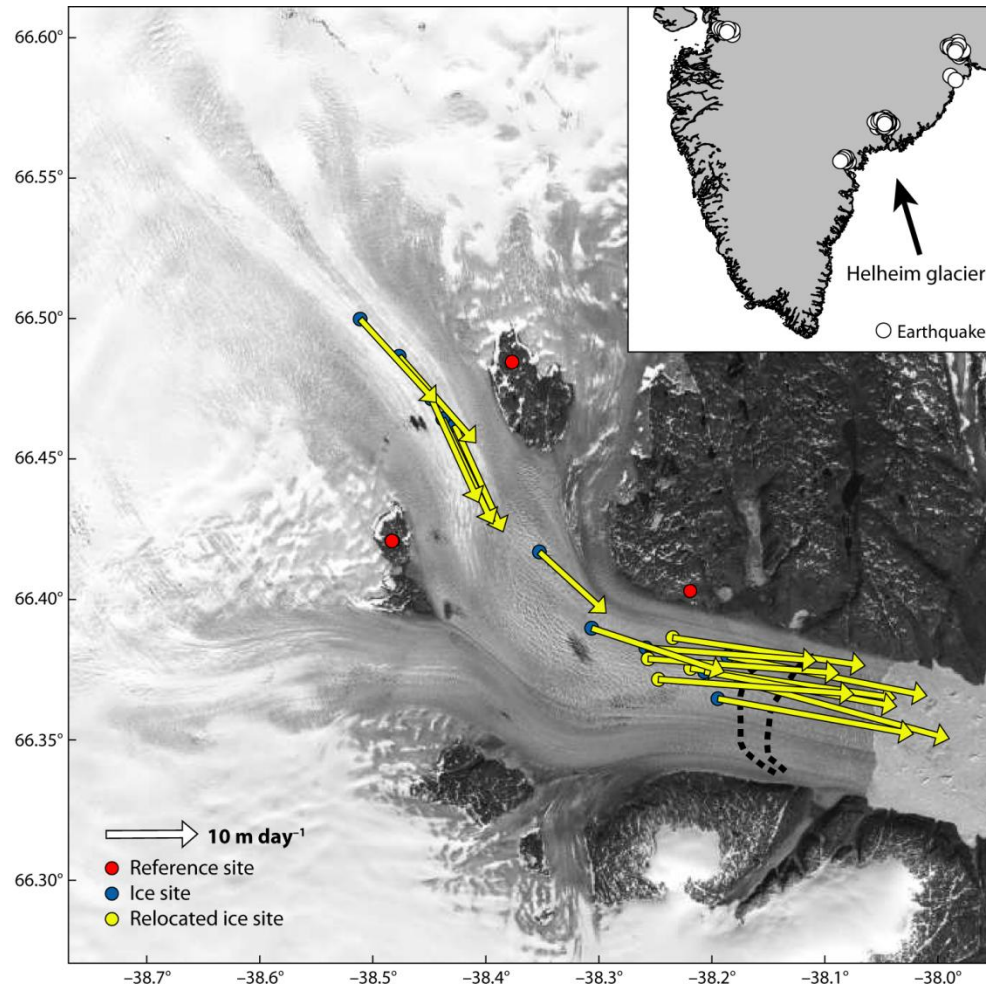 66.60°
66.55°
66.50°
66.45°
66.40°
66.35°
66.30°
Helheim glacier
Earthquake
10 m day⁻¹
Reference site
Ice site
Relocated ice site
−38.7° −38.6° −38.5° −38.4° −38.3° −38.2° −38.1° −38.0°